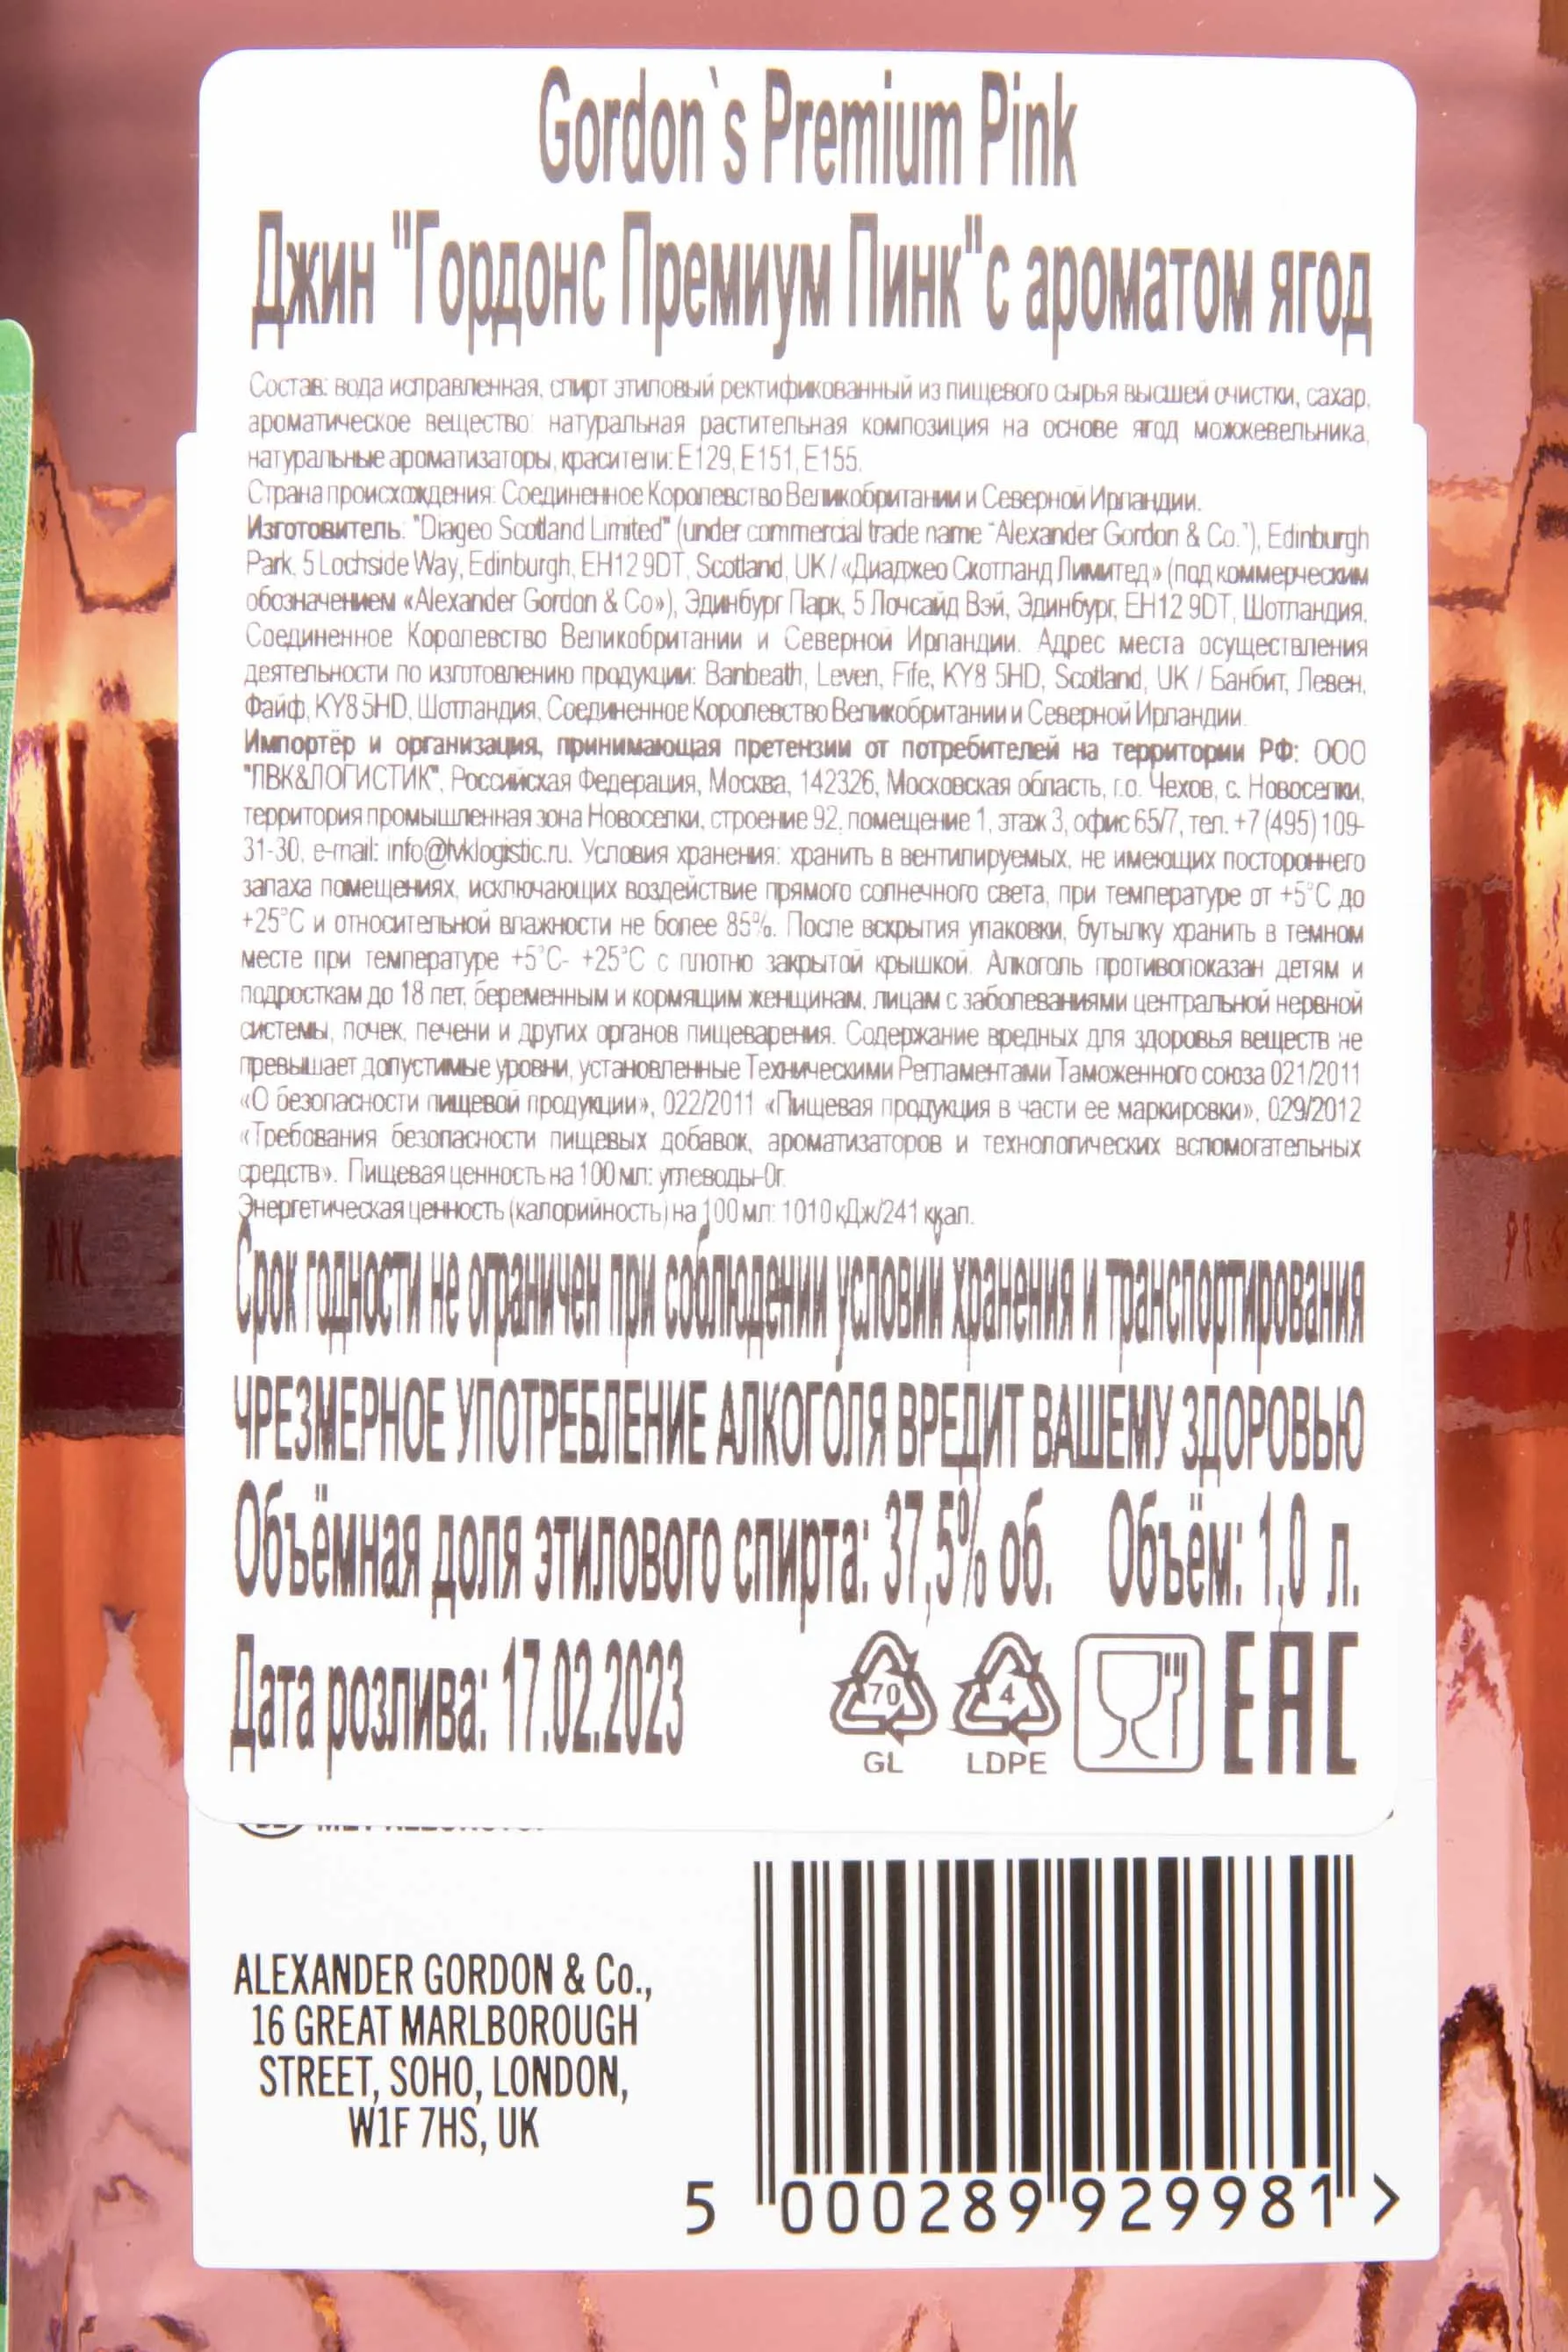 Gordon`s Premium Pink
Джин "Гордонс Премиум Пинк"с ароматом ягод
Состав: вода исправленная, спирт этиловый ректификованный из пищевого сырья высшей очистки, сахар,
ароматическое вещество: натуральная растительная композиция на основе ягод можжевельника,
натуральные ароматизаторы, красители: Е129, Е151, Е155.
Страна происхождения: Соединенное Королевство Великобритании и Северной Ирландии.
Изготовитель: "Diageo Scotland Limited" (under commercial trade name "Alexander Gordon & Co."), Edinburgh
Park, 5 Lochside Way, Edinburgh, EH12 9DT, Scotland, UK / «Диаджео Скотланд Лимитед» (под коммерческим
обозначением «Alexander Gordon & Co»), Эдинбург Парк, 5 Лочсайд Вэй, Эдинбург, EH12 9DT, Шотландия,
Соединенное Королевство Великобритании и Северной Ирландии. Адрес места осуществления
деятельности по изготовлению продукции: Banbeath, Leven, Fife, KY8 5HD, Scotland, UK / Банбит, Левен,
Файф, KY8 5HD, Шотландия, Соединенное Королевство Великобритании и Северной Ирландии.
Импортёр и организация, принимающая претензии от потребителей на территории РФ: ООО
"ЛВК&ЛОГИСТИК", Российская Федерация, Москва, 142326, Московская область, г.о. Чехов, с. Новоселки,
территория промышленная зона Новоселки, строение 92, помещение 1, этаж 3, офис 65/7, тел. +7 (495) 109-
31-30, e-mail: info@lvklogistic.ru. Условия хранения: хранить в вентилируемых, не имеющих постороннего
запаха помещениях, исключающих воздействие прямого солнечного света, при температуре от +5°С до
+25°С и относительной влажности не более 85%. После вскрытия упаковки, бутылку хранить в темном
месте при температуре +5°С- +25°С с плотно закрытой крышкой. Алкоголь противопоказан детям и
подросткам до 18 лет, беременным и кормящим женщинам, лицам с заболеваниями центральной нервной
системы, почек, печени и других органов пищеварения. Содержание вредных для здоровья веществ не
превышает допустимые уровни, установленные Техническими Регламентами Таможенного союза 021/2011
«О безопасности пищевой продукции», 022/2011 «Пищевая продукция в части ее маркировки», 029/2012
«Требования безопасности пищевых добавок, ароматизаторов и технологических вспомогательных
средств». Пищевая ценность на 100 мл: углеводы-0г.
Энергетическая ценность (калорийность) на 100 мл: 1010 кДж/241 ккал.
Срок годности не ограничен при соблюдении условий хранения и транспортирования
ЧРЕЗМЕРНОЕ УПОТРЕБЛЕНИЕ АЛКОГОЛЯ ВРЕДИТ ВАШЕМУ ЗДОРОВЬЮ
Объёмная доля этилового спирта: 37,5% об. Объём: 1,0 л.
Дата розлива: 17.02.2023
70 4 EAC
GL LDPE
ALEXANDER GORDON & Co.,
16 GREAT MARLBOROUGH
STREET, SOHO, LONDON,
W1F 7HS, UK
5 000289 929981 >